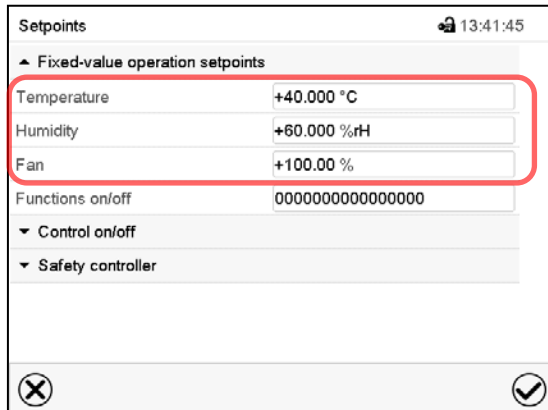 Setpoints 13:41:45
Fixed-value operation setpoints
Temperature +40.000 °C
Humidity +60.000 %rH
Fan +100.00 %
Functions on/off 0000000000000000
Control on/off
Safety controller